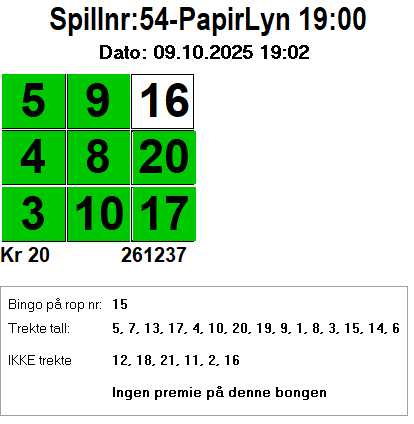 Spillnr:54-PapirLyn 19:00
Dato: 09.10.2025 19:02
5 9 16
4 8 20
3 10 17
Kr 20 261237
Bingo på rop nr: 15
Trekte tall: 5, 7, 13, 17, 4, 10, 20, 19, 9, 1, 8, 3, 15, 14, 6
IKKE trekte 12, 18, 21, 11, 2, 16
Ingen premie på denne bongen